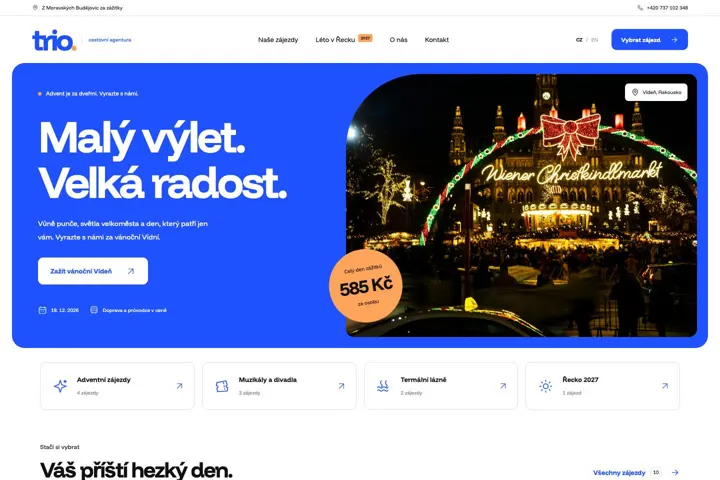 Z Moravských Budějovic za zážitky
+420 737 102 348
trio.
cestovní agentura
Naše zájezdy
Léto v Řecku 2027
O nás
Kontakt
CZ / EN
Vybrat zájezd
Advent je za dveřmi. Vyrazte s námi.
Malý výlet.
Velká radost.
Vůně punče, světla velkoměsta a den, který patří jen
vám. Vyrazte s námi za vánoční Vídní.
Zažít vánoční Vídeň
19. 12. 2026
Doprava a průvodce v ceně
Vídeň, Rakousko
Wiener Christkindlmarkt
Celý den zážitků
585 Kč
za osobu
Adventní zájezdy
4 zájezdy
Muzikály a divadla
3 zájezdy
Termální lázně
2 zájezdy
Řecko 2027
1 zájezd
Stačí si vybrat
Váš příští hezký den.
Všechny zájezdy 10